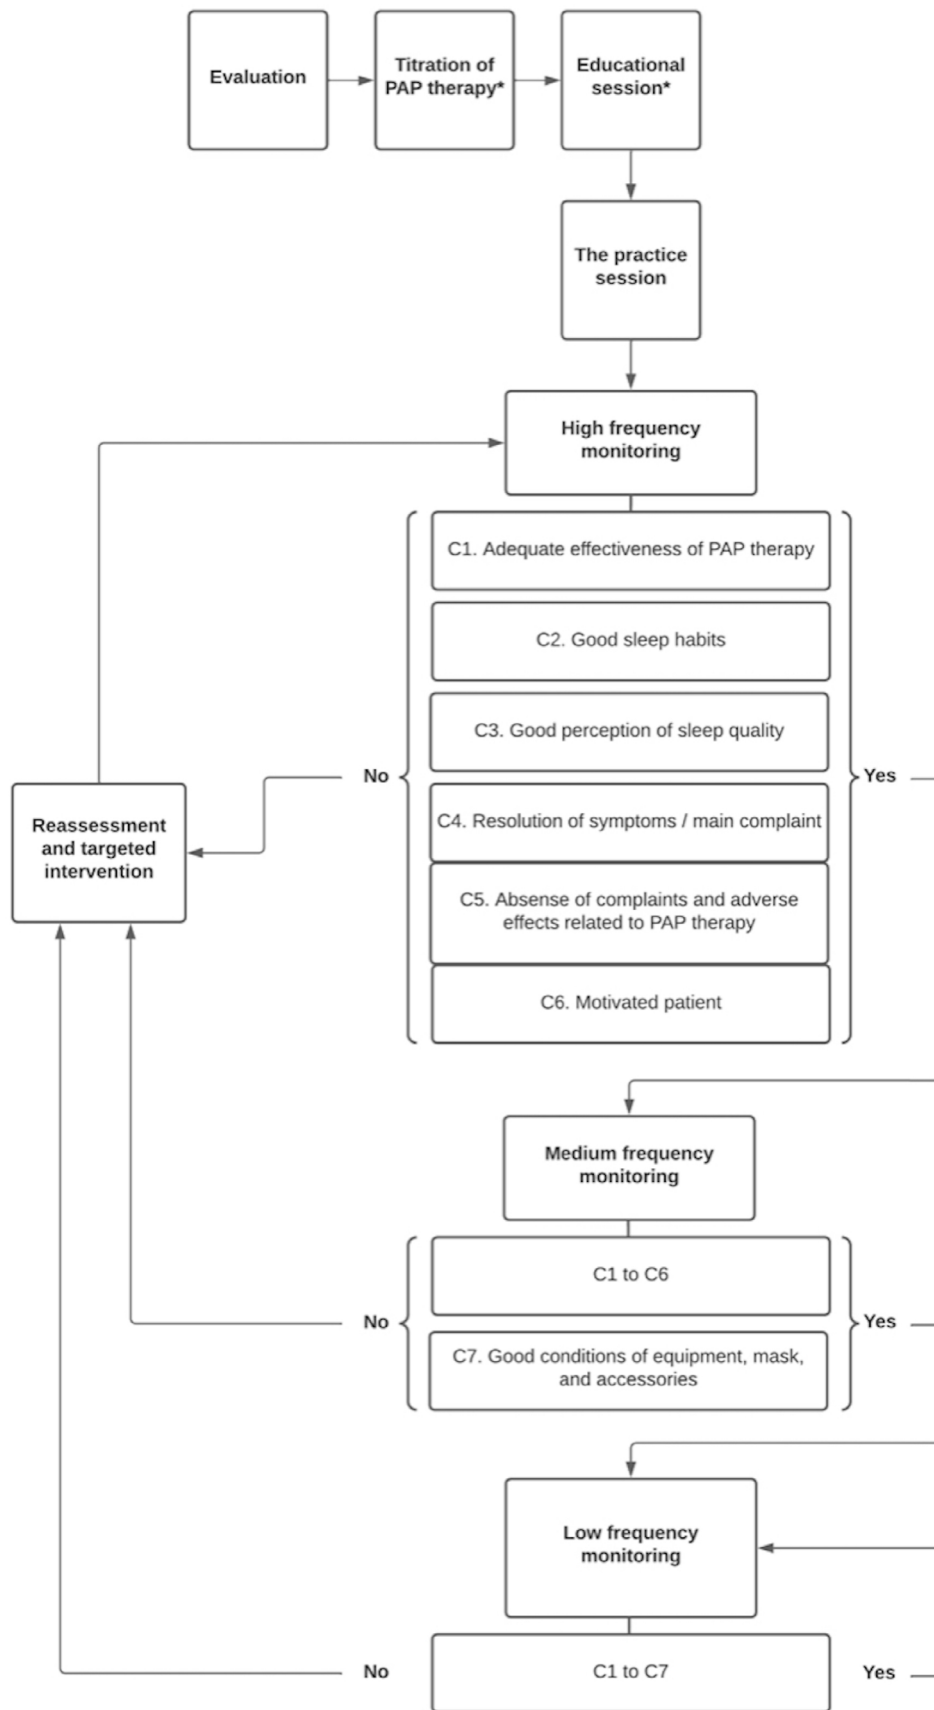 Evaluation
Titration of
PAP therapy*
Educational
session*
The practice
session
High frequency
monitoring
C1. Adequate effectiveness of PAP therapy
C2. Good sleep habits
C3. Good perception of sleep quality
No
Yes
Reassessment
and targeted
intervention
C4. Resolution of symptoms / main complaint
C5. Absence of complaints and adverse
effects related to PAP therapy
C6. Motivated patient
Medium frequency
monitoring
C1 to C6
No
Yes
C7. Good conditions of equipment, mask,
and accessories
Low frequency
monitoring
No
C1 to C7
Yes